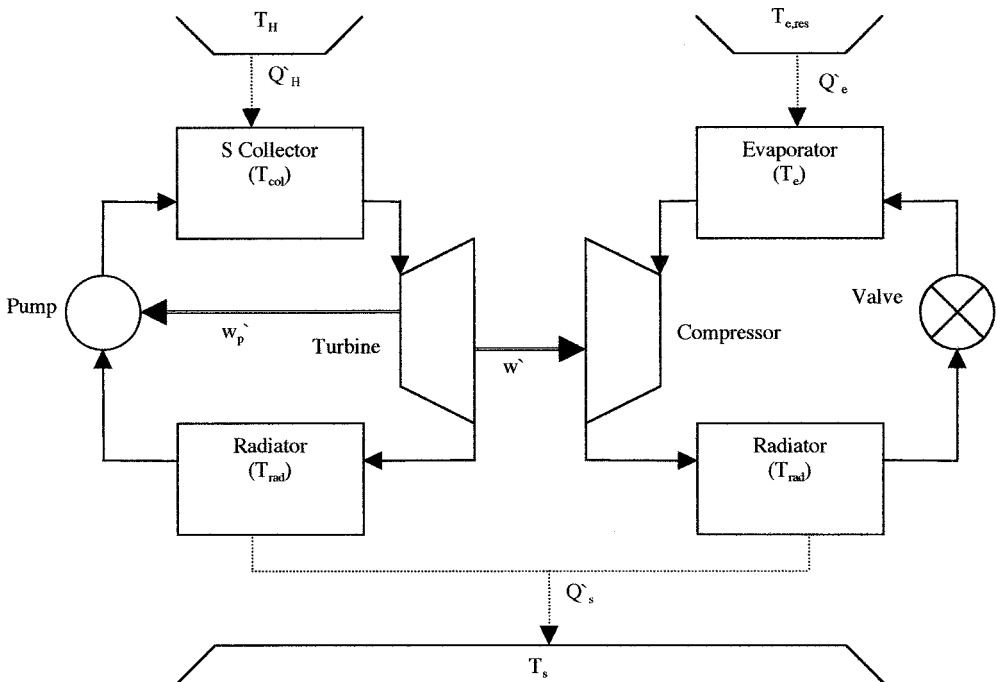 T_H
T_e,res
Q`_H
Q`_e
S Collector
(T_col)
Evaporator
(T_e)
Pump
w_p`
Turbine
w`
Compressor
Valve
Radiator
(T_rad)
Radiator
(T_rad)
Q`_s
T_s